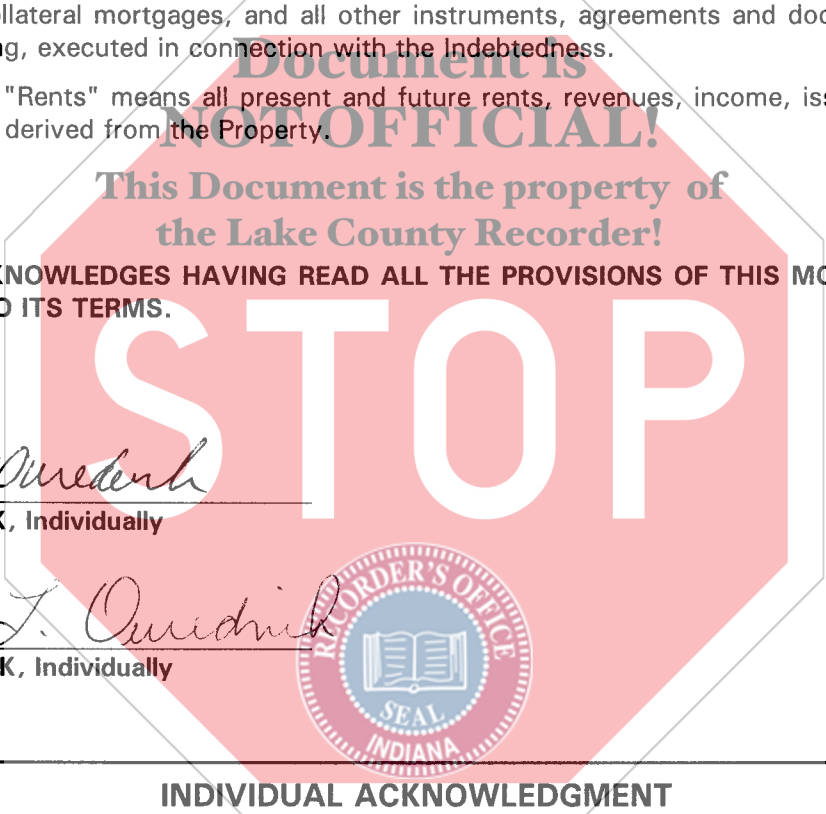 llateral mortgages, and all other instruments, agreements and doc
g, executed in connection with the Indebtedness.
Document is
"Rents" means all present and future rents, revenues, income, iss
derived from the Property.
NOT OFFICIAL!
This Document is the property of
the Lake County Recorder!
KNOWLEDGES HAVING READ ALL THE PROVISIONS OF THIS MO
O ITS TERMS.
STOP
K, Individually
K, Individually
RECORDER'S OFFICE
SEAL
INDIANA
INDIVIDUAL ACKNOWLEDGMENT